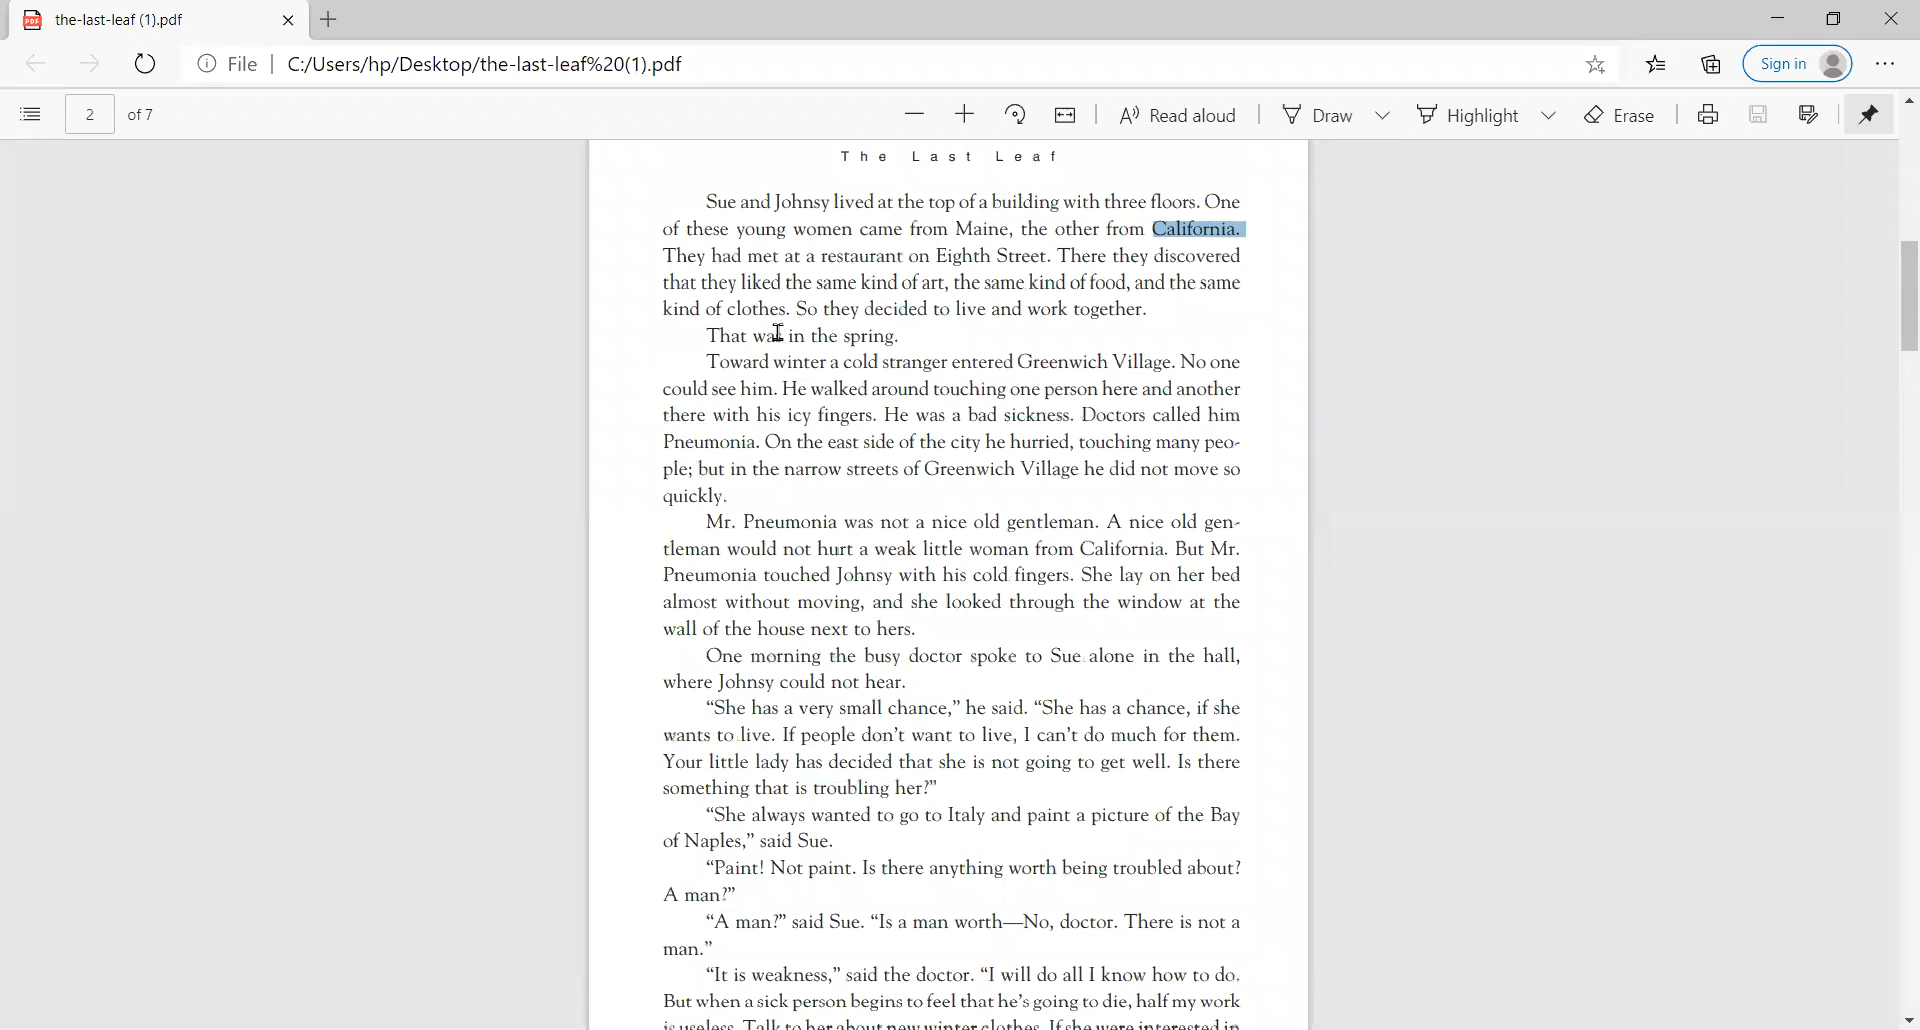 the-last-leaf (1).pdf
File
C:/Users/hp/Desktop/the-last-leaf%20(1).pdf
Sign in
2 of 7
Read aloud
Draw
Highlight
Erase
The Last Leaf
Sue and Johnsy lived at the top of a building with three floors. One
of these young women came from Maine, the other from California.
They had met at a restaurant on Eighth Street. There they discovered
that they liked the same kind of art, the same kind of food, and the same
kind of clothes. So they decided to live and work together.
That was in the spring.
Toward winter a cold stranger entered Greenwich Village. No one
could see him. He walked around touching one person here and another
there with his icy fingers. He was a bad sickness. Doctors called him
Pneumonia. On the east side of the city he hurried, touching many peo-
ple; but in the narrow streets of Greenwich Village he did not move so
quickly.
Mr. Pneumonia was not a nice old gentleman. A nice old gen-
tleman would not hurt a weak little woman from California. But Mr.
Pneumonia touched Johnsy with his cold fingers. She lay on her bed
almost without moving, and she looked through the window at the
wall of the house next to hers.
One morning the busy doctor spoke to Sue alone in the hall,
where Johnsy could not hear.
“She has a very small chance,” he said. “She has a chance, if she
wants to live. If people don’t want to live, I can’t do much for them.
Your little lady has decided that she is not going to get well. Is there
something that is troubling her?”
“She always wanted to go to Italy and paint a picture of the Bay
of Naples,” said Sue.
“Paint! Not paint. Is there anything worth being troubled about?
A man?”
“A man?” said Sue. “Is a man worth—No, doctor. There is not a
man.”
“It is weakness,” said the doctor. “I will do all I know how to do.
But when a sick person begins to feel that he’s going to die, half my work
is useless. Talk to her about new winter clothes. If she were interested in